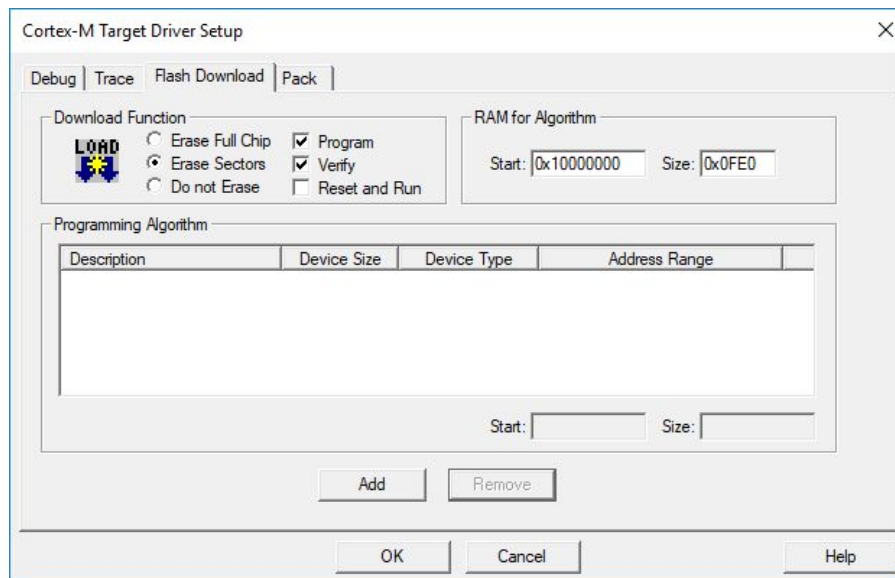 Cortex-M Target Driver Setup
Debug Trace Flash Download Pack
Download Function
LOAD
Erase Full Chip
Erase Sectors
Do not Erase
Program
Verify
Reset and Run
RAM for Algorithm
Start: 0x10000000 Size: 0x0FE0
Programming Algorithm
Description Device Size Device Type Address Range
Start: Size:
Add Remove
OK Cancel Help